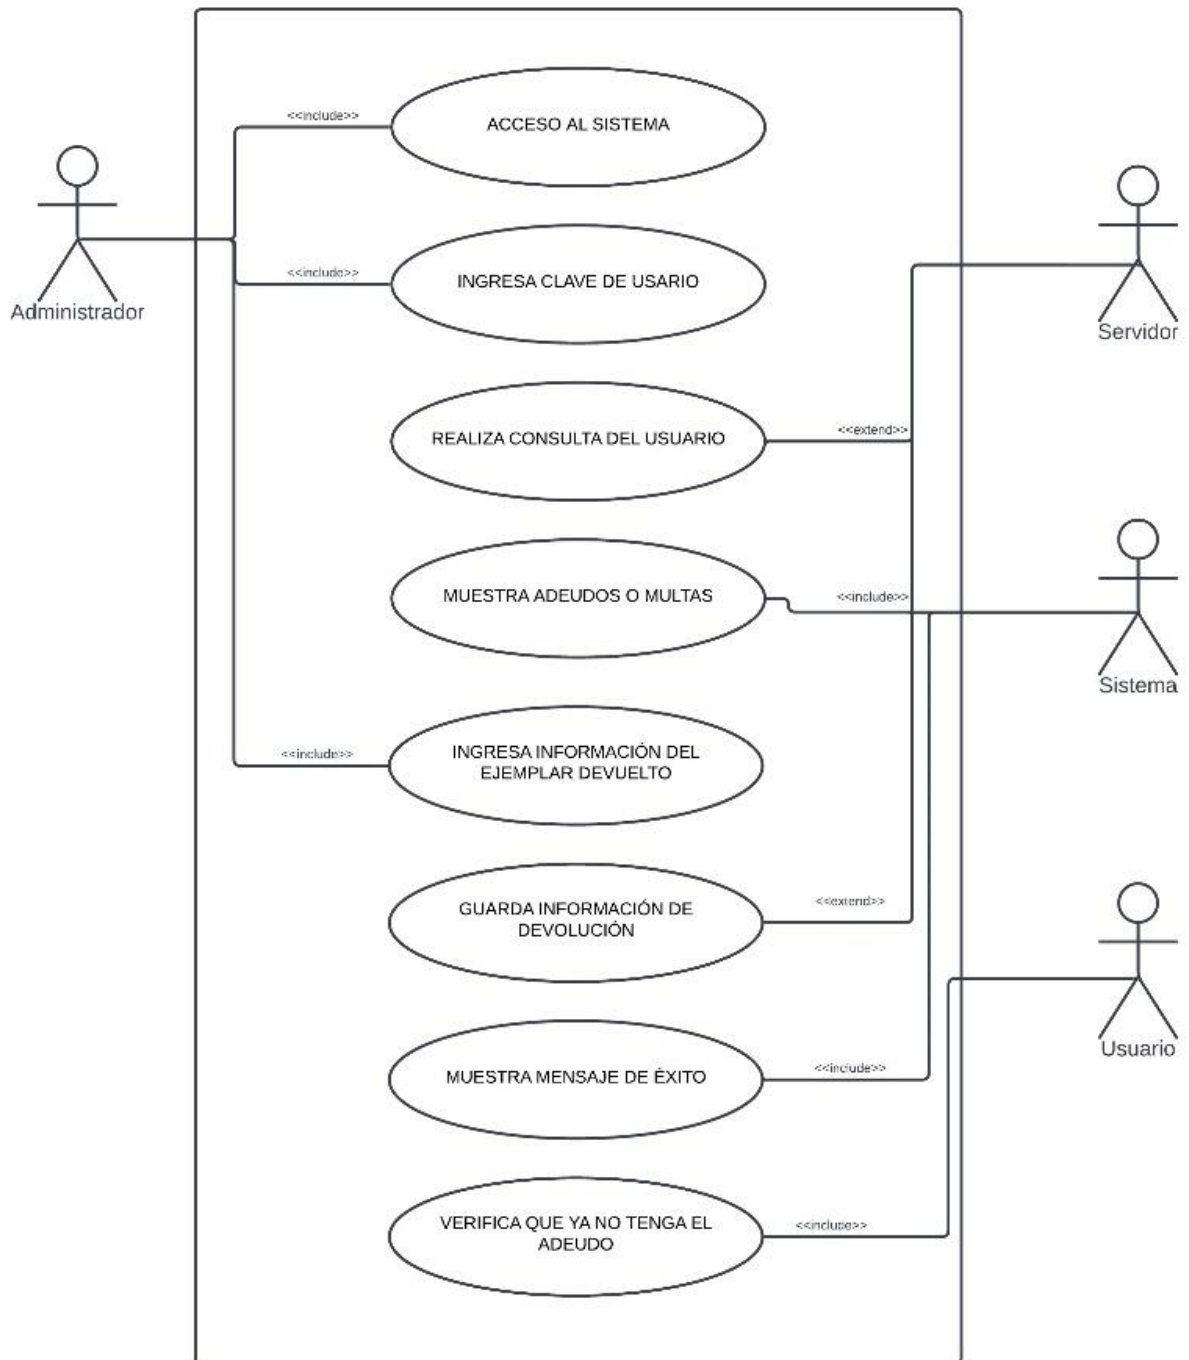 <<include>>
ACCESO AL SISTEMA
Administrador
<<include>>
INGRESA CLAVE DE USARIO
Servidor
REALIZA CONSULTA DEL USUARIO
<<extend>>
MUESTRA ADEUDOS O MULTAS
<<include>>
Sistema
<<include>>
INGRESA INFORMACIÓN DEL
EJEMPLAR DEVUELTO
GUARDA INFORMACIÓN DE
DEVOLUCIÓN
<<extend>>
Usuario
MUESTRA MENSAJE DE ÉXITO
<<include>>
VERIFICA QUE YA NO TENGA EL
ADEUDO
<<include>>